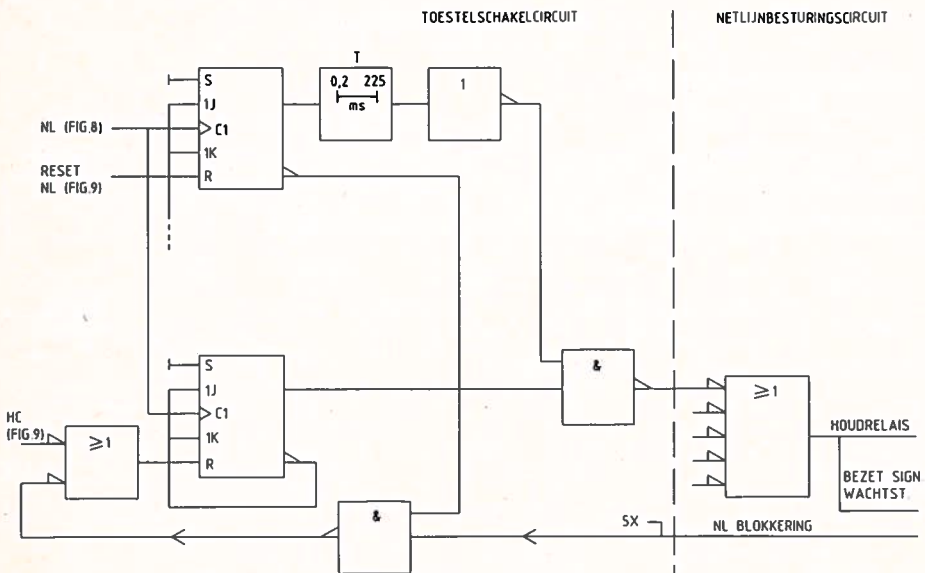 TOESTELSCHAKELCIRCUIT
NETLIJNBESTURINGSCIRCUIT
T
0,2 225
ms
1
S
1J
C1
1K
R
NL (FIG.8)
RESET
NL (FIG.9)
S
1J
C1
1K
R
HC
(FIG.9)
≥1
&
&
≥1
HOUDRELAIS
BEZET SIGN
WACHTST.
SX
NL BLOKKERING